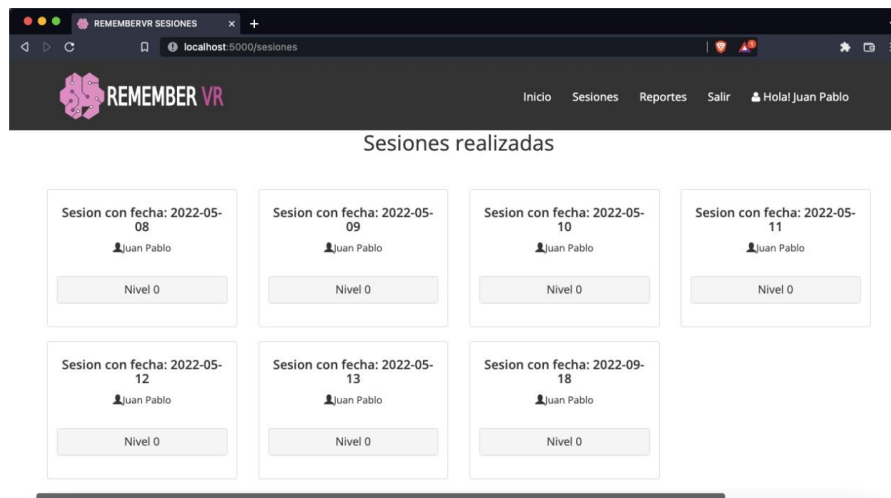 REMEMBERVR SESIONES
localhost:5000/sesiones
REMEMBER VR
Inicio Sesiones Reportes Salir Hola! Juan Pablo
Sesiones realizadas
Sesion con fecha: 2022-05-
08
Juan Pablo
Nivel 0
Sesion con fecha: 2022-05-
09
Juan Pablo
Nivel 0
Sesion con fecha: 2022-05-
10
Juan Pablo
Nivel 0
Sesion con fecha: 2022-05-
11
Juan Pablo
Nivel 0
Sesion con fecha: 2022-05-
12
Juan Pablo
Nivel 0
Sesion con fecha: 2022-05-
13
Juan Pablo
Nivel 0
Sesion con fecha: 2022-09-
18
Juan Pablo
Nivel 0